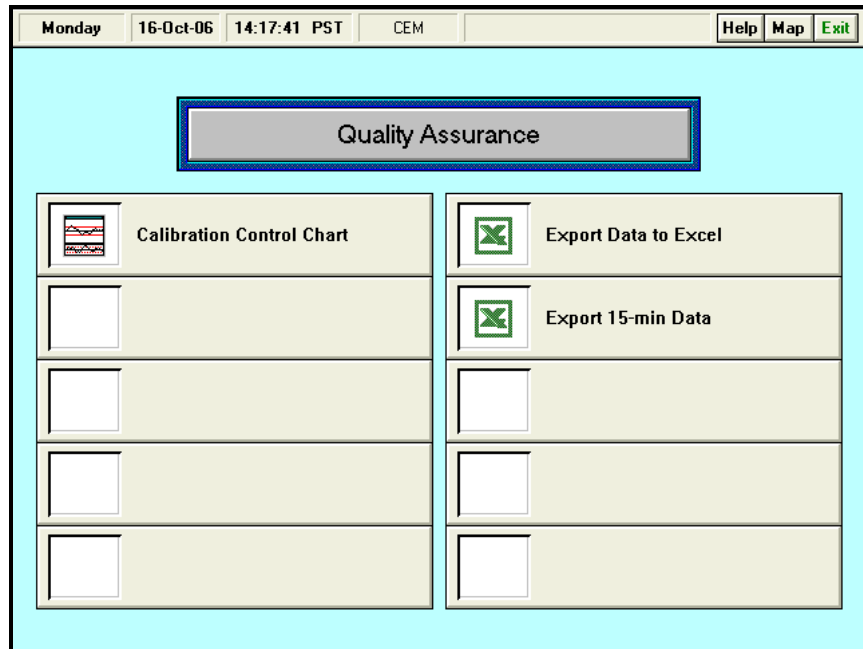 Monday 16-Oct-06 14:17:41 PST CEM Help Map Exit
Quality Assurance
Calibration Control Chart
Export Data to Excel
Export 15-min Data